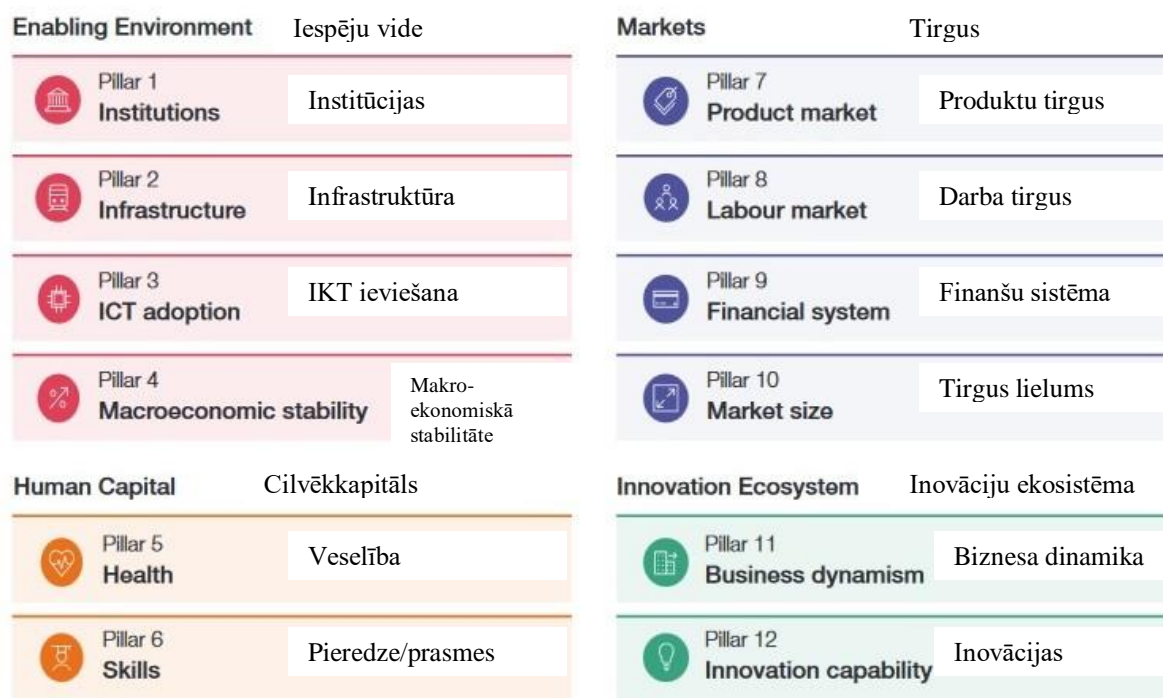 Enabling Environment Iespēju vide
Pillar 1
Institutions Institūcijas
Pillar 2
Infrastructure Infrastruktūra
Pillar 3
ICT adoption IKT ieviešana
Pillar 4
Macroeconomic stability
Makro-
ekonomiskā
stabilitāte
Human Capital Cilvēkkapitāls
Pillar 5
Health Veselība
Pillar 6
Skills Pieredze/prasmes
Markets Tirgus
Pillar 7
Product market Produktu tirgus
Pillar 8
Labour market Darba tirgus
Pillar 9
Financial system Finanšu sistēma
Pillar 10
Market size Tirgus lielums
Innovation Ecosystem Inovāciju ekosistēma
Pillar 11
Business dynamism Biznesa dinamika
Pillar 12
Innovation capability Inovācijas